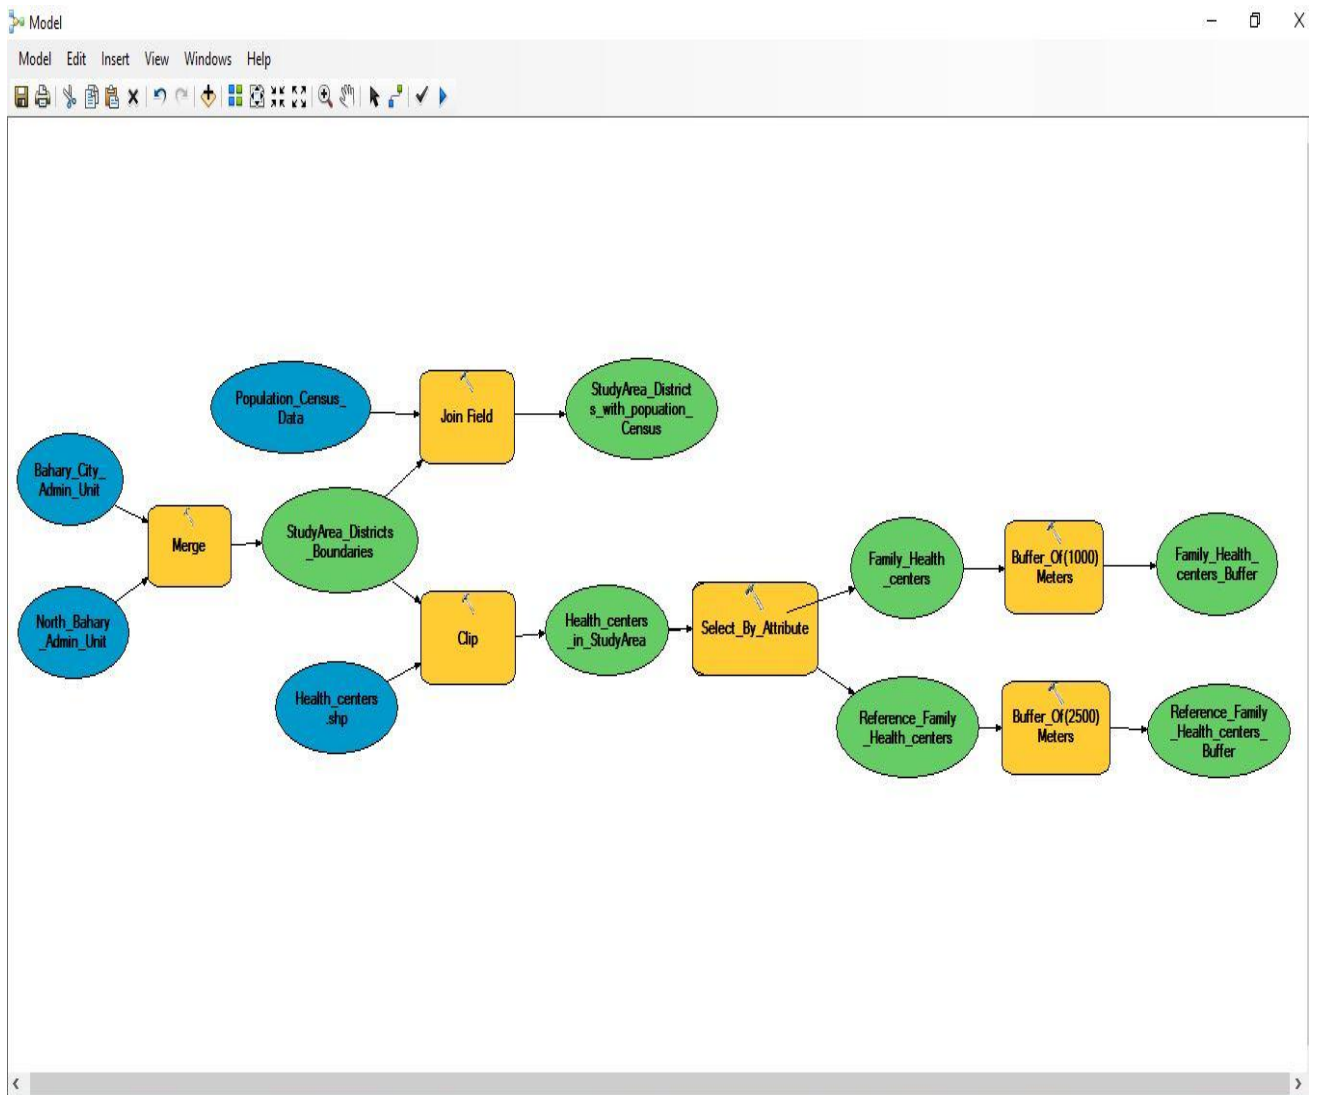 Model
Model Edit Insert View Windows Help
Population_Census_
Data
Join Field
StudyArea_District
s_with_popuation_
Census
Bahary_City_
Admin_Unit
Merge
StudyArea_Districts
_Boundaries
North_Bahary
_Admin_Unit
Clip
Health_centers
.shp
Health_centers
_in_StudyArea
Select_By_Attribute
Family_Health
_centers
Buffer_Of(1000)
Meters
Family_Health_
centers_Buffer
Reference_Family
_Health_centers
Buffer_Of(2500)
Meters
Reference_Family
_Health_centers_
Buffer